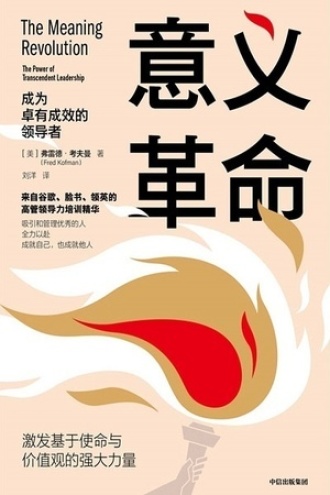 The Meaning
Revolution
The Power of
Transcendent Leadership
意义
革命
成为
卓有成效的
领导者
[美] 弗雷德·考夫曼 著
(Fred Kofman)
刘洋 译
来自谷歌、脸书、领英的
高管领导力培训精华
吸引和管理优秀的人
全力以赴
成就自己，也成就他人
激发基于使命与
价值观的强大力量
中信出版集团